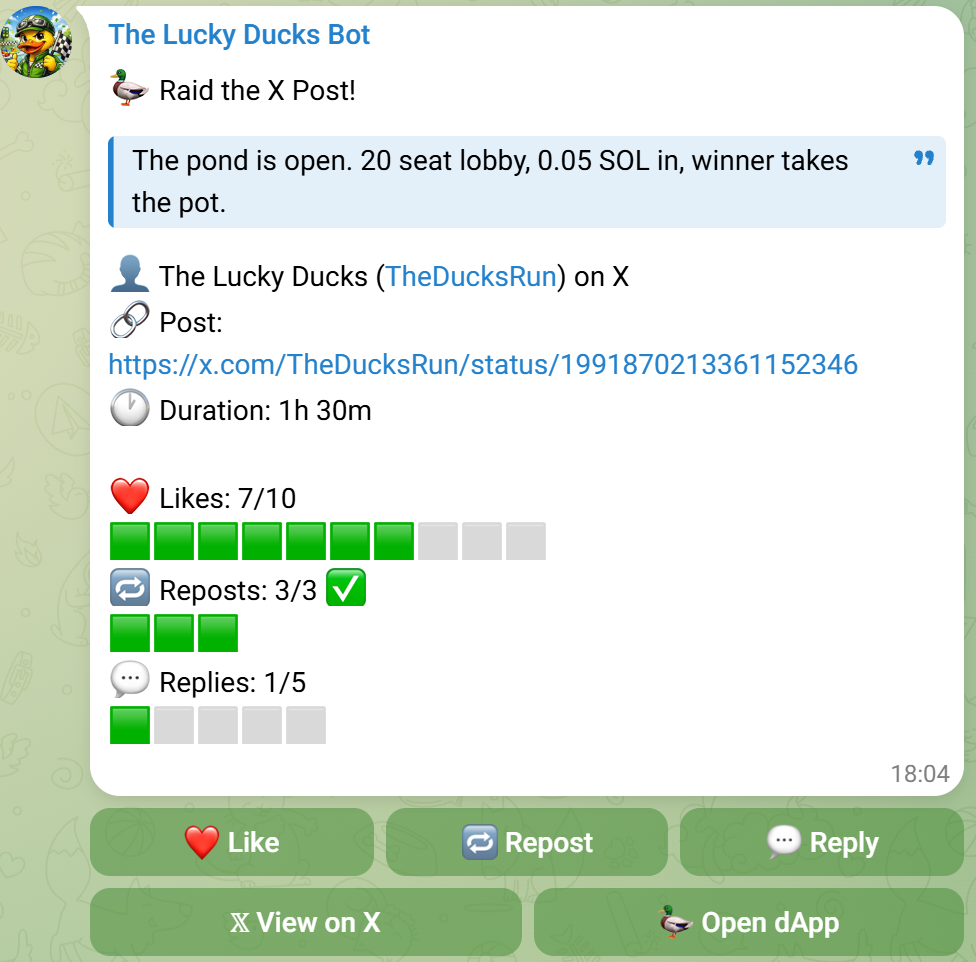 The Lucky Ducks Bot
🦆 Raid the X Post!
The pond is open. 20 seat lobby, 0.05 SOL in, winner takes
the pot.
👤 The Lucky Ducks (TheDucksRun) on X
🔗 Post:
https://x.com/TheDucksRun/status/1991870213361152346
🕐 Duration: 1h 30m
❤️ Likes: 7/10
🔁 Reposts: 3/3 ✅
💬 Replies: 1/5
18:04
❤️ Like
🔁 Repost
💬 Reply
𝕏 View on X
🦆 Open dApp